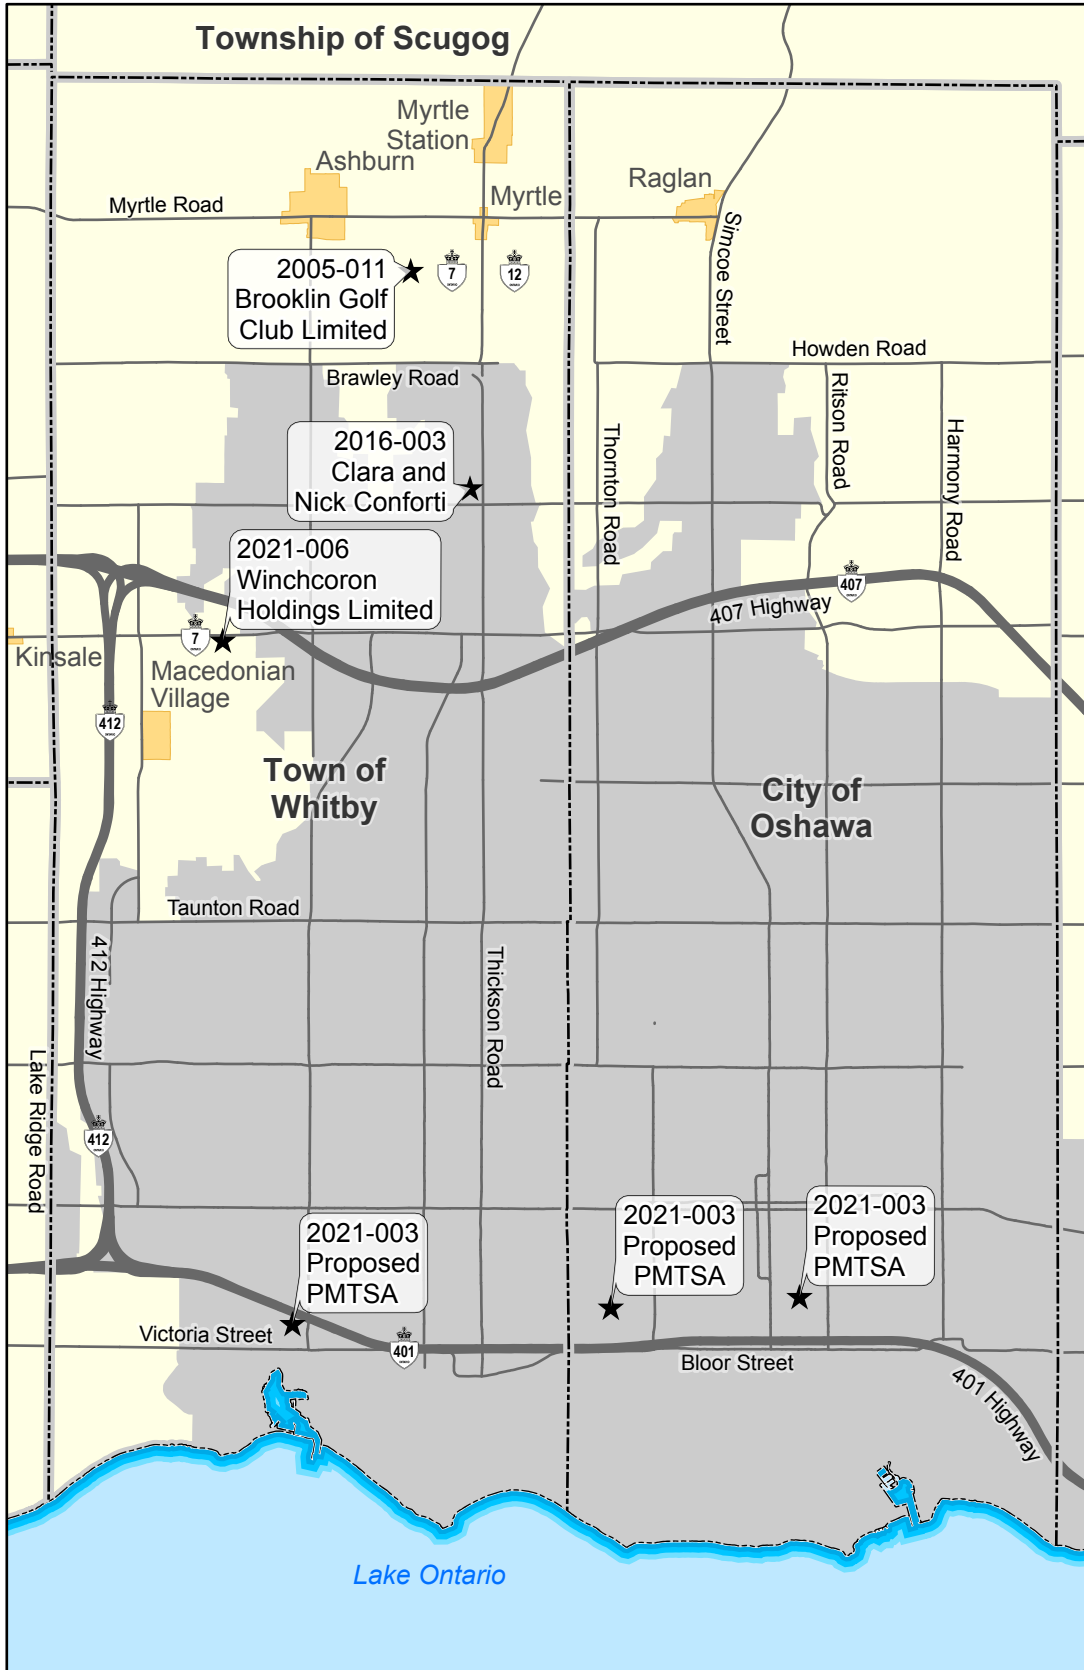 Township of Scugog
Myrtle
Station
Ashburn
Myrtle
Raglan
Myrtle Road
Simcoe Street
2005-011
Brooklin Golf
Club Limited
7
12
Howden Road
Brawley Road
Ritson Road
Harmony Road
Thornton Road
2016-003
Clara and
Nick Conforti
2021-006
Winchcoron
Holdings Limited
407
407 Highway
7
Kinsale
Macedonian
Village
412
Town of
Whitby
City of
Oshawa
Taunton Road
412 Highway
Thickson Road
Lake Ridge Road
412
2021-003
Proposed
PMTSA
2021-003
Proposed
PMTSA
2021-003
Proposed
PMTSA
Victoria Street
401
Bloor Street
401 Highway
Lake Ontario